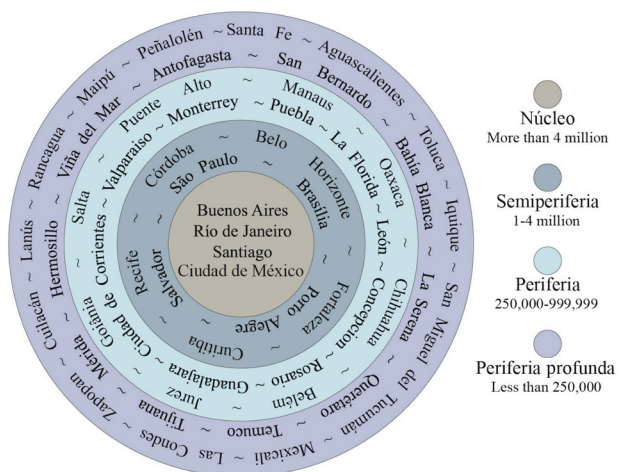 Lanús ~ Rancagua ~ Maipú ~ Peñalolén ~ Santa Fe ~ Aguascalientes ~ Toluca ~ Iquique ~ San Miguel del Tucumán ~ Mexicali ~ Las Condes ~ Zapopan ~ Cuilacán ~
Hermosillo ~ Viña del Mar ~ Antofagasta ~ San Bernardo ~ Bahía Blanca ~ La Serena ~ Querétaro ~ Temuco ~ Tijuana ~ Mérida ~
Salta ~ Puente Alto ~ Manaus ~ Oaxaca ~ Chihuahua ~ Belém ~ Jurez ~ Goiânia ~
Ciudad de Corrientes ~ Valparaiso ~ Monterrey ~ Puebla ~ La Florida ~ León ~ Concepcion ~ Rosario ~ Guadalajara ~
Córdoba ~ Belo Horizonte ~ Fortaleza ~ Curitiba ~ Recife ~
São Paulo ~ Brasília ~ Porto Alegre ~ Salvador ~
Buenos Aires
Río de Janeiro
Santiago
Ciudad de México
Núcleo
More than 4 million
Semiperiferia
1-4 million
Periferia
250,000-999,999
Periferia profunda
Less than 250,000